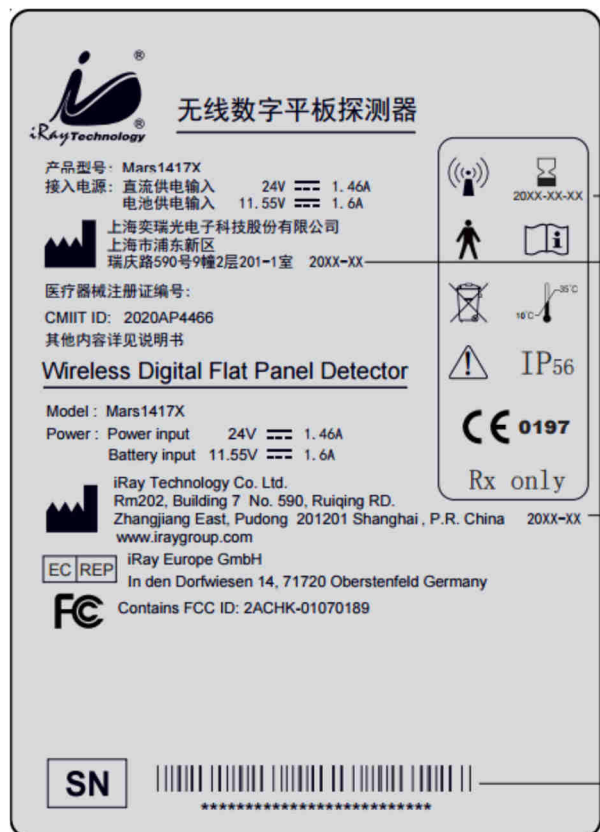 ®
iRayTechnology ®
无线数字平板探测器
产品型号: Mars1417X
接入电源: 直流供电输入 24V 1.46A
电池供电输入 11.55V 1.6A
上海奕瑞光电子科技股份有限公司
上海市浦东新区
瑞庆路590号9幢2层201-1室 20XX-XX
医疗器械注册证编号:
CMIIT ID: 2020AP4466
其他内容详见说明书
20XX-XX-XX
i
35°C
10°C
IP56
CE 0197
Rx only
Wireless Digital Flat Panel Detector
Model : Mars1417X
Power : Power input 24V 1.46A
Battery input 11.55V 1.6A
iRay Technology Co. Ltd.
Rm202, Building 7 No. 590, Ruiqing RD.
Zhangjiang East, Pudong 201201 Shanghai , P.R. China 20XX-XX
www.iraygroup.com
EC REP iRay Europe GmbH
In den Dorfwiesen 14, 71720 Oberstenfeld Germany
FC Contains FCC ID: 2ACHK-01070189
SN
**************************